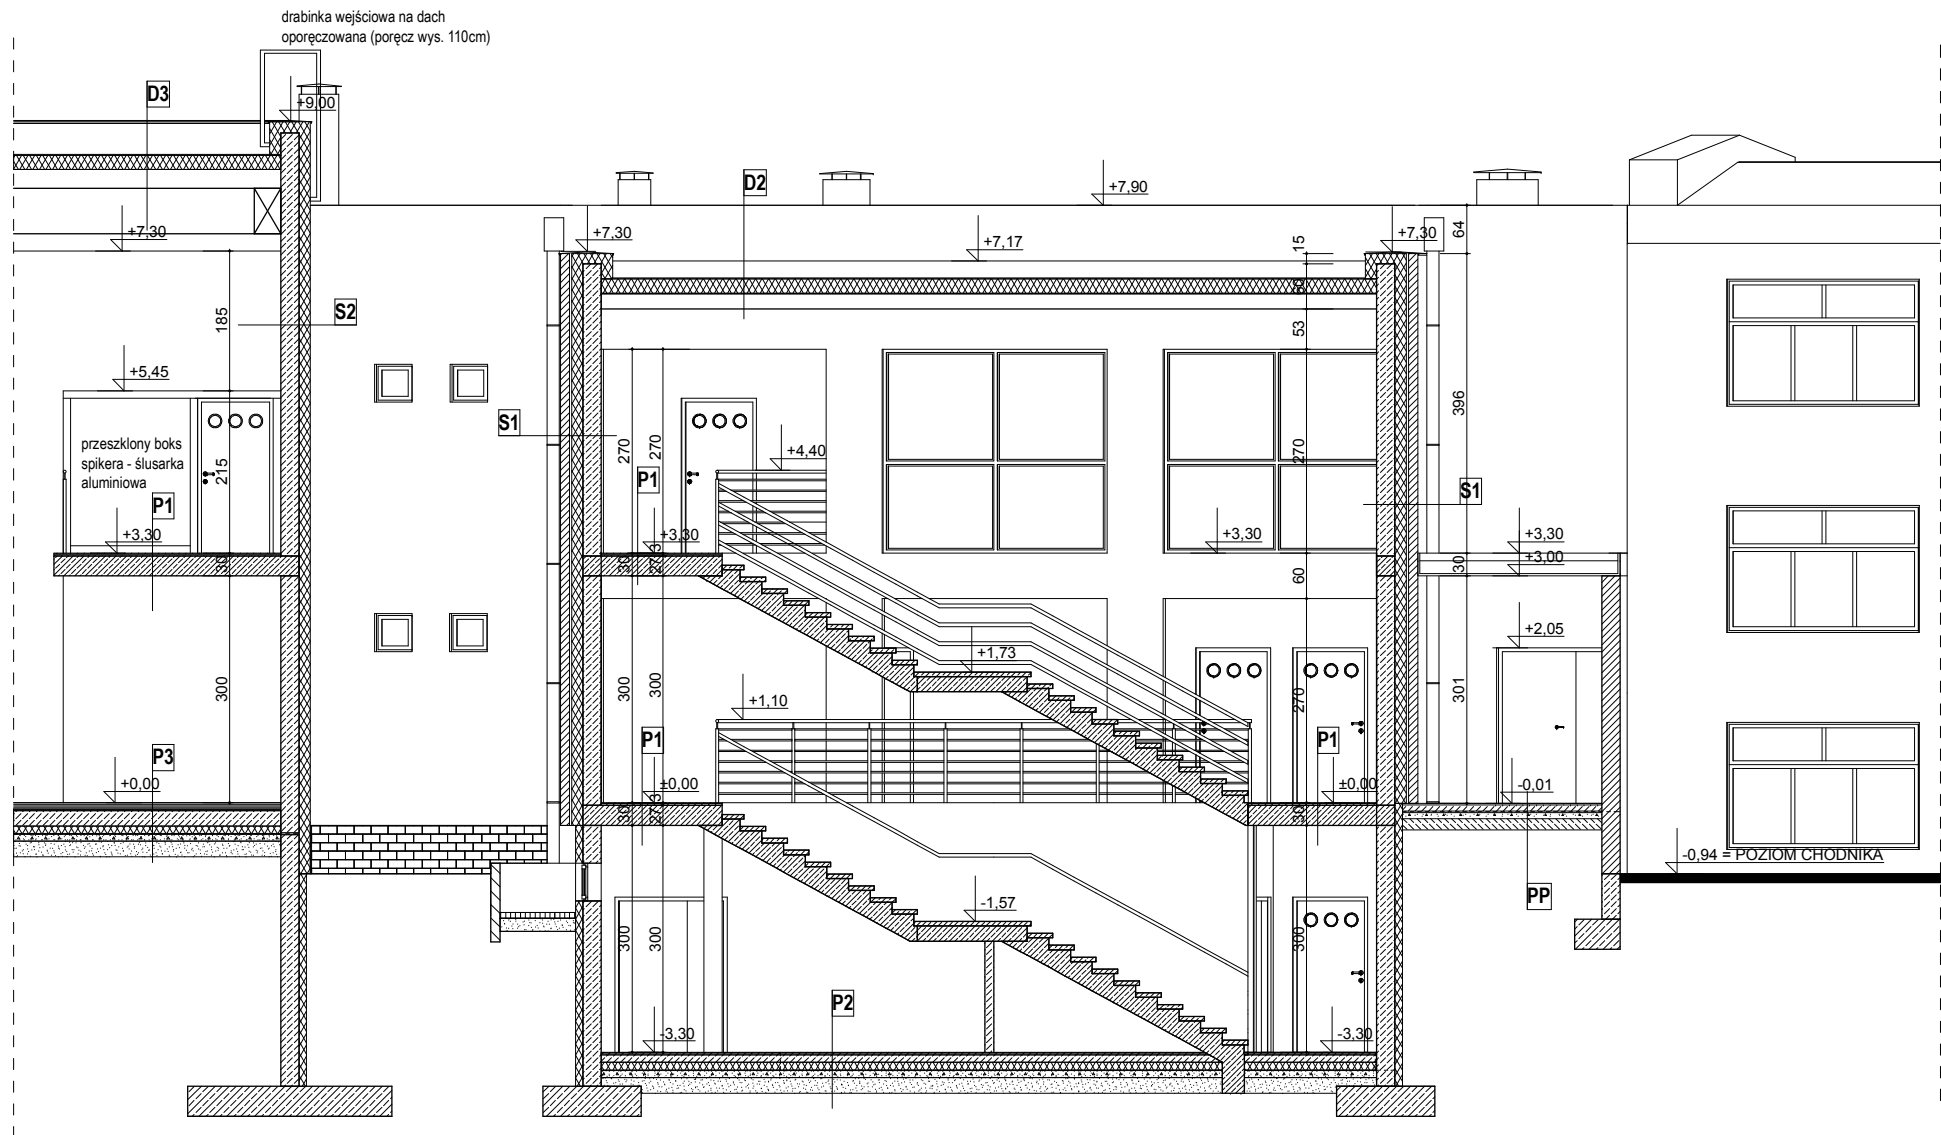 drabinka wejściowa na dach
oporęczowana (poręcz wys. 110cm)
D3
+9,00
D2
+7,90
+7,30
+7,30
+7,17
+7,30
15
64
60
S2
185
53
+5,45
396
S1
270
270
270
przeszklony boks
spikera - ślusarka
aluminiowa
215
+4,40
P1
P1
S1
+3,30
+3,30
+3,30
+3,30
+3,00
30
30
273
60
30
+2,05
+1,73
300
300
300
270
301
+1,10
P3
P1
P1
+0,00
±0,00
±0,00
-0,01
30
273
30
-0,94 = POZIOM CHODNIKA
PP
-1,57
300
300
300
P2
-3,30
-3,30